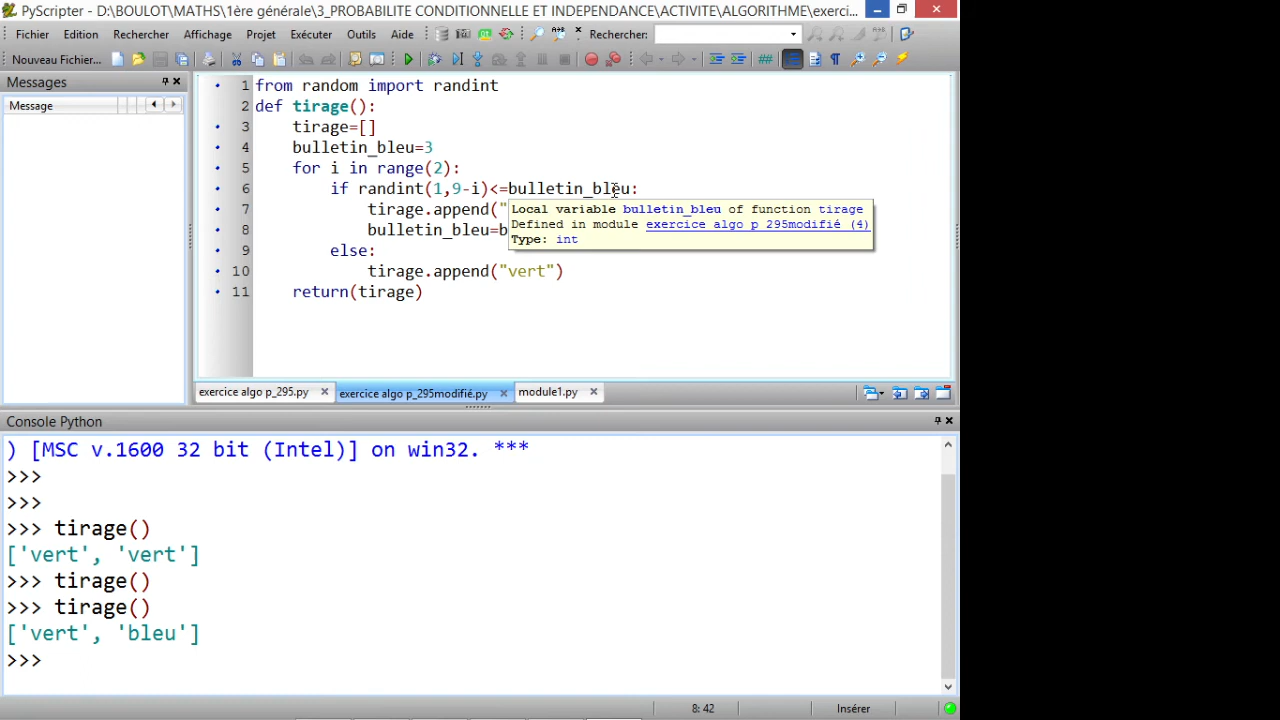 PyScripter - D:\BOULOT\MATHS\1ère générale\3_PROBABILITE CONDITIONNELLE ET INDEPENDANCE\ACTIVITE\ALGORITHME\exerci...
Fichier Edition Rechercher Affichage Projet Exécuter Outils Aide Rechercher:
Nouveau Fichier...
Messages
Message
1 from random import randint
2 def tirage():
3 tirage=[]
4 bulletin_bleu=3
5 for i in range(2):
6 if randint(1,9-i)<=bulletin_bleu:
7 tirage.append("
8 bulletin_bleu=b
9 else:
10 tirage.append("vert")
11 return(tirage)
Local variable bulletin_bleu of function tirage
Defined in module exercice algo p_295modifié (4)
Type: int
exercice algo p_295.py exercice algo p_295modifié.py module1.py
Console Python
) [MSC v.1600 32 bit (Intel)] on win32. ***
>>>
>>>
>>> tirage()
['vert', 'vert']
>>> tirage()
>>> tirage()
['vert', 'bleu']
>>>
8: 42 Insérer